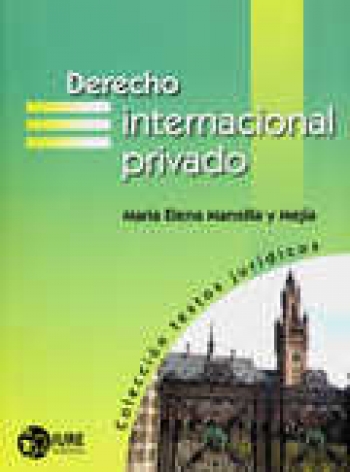 Derecho
internacional
privado
María Elena Mansilla y Mejía
Colección textos jurídicos
IURE